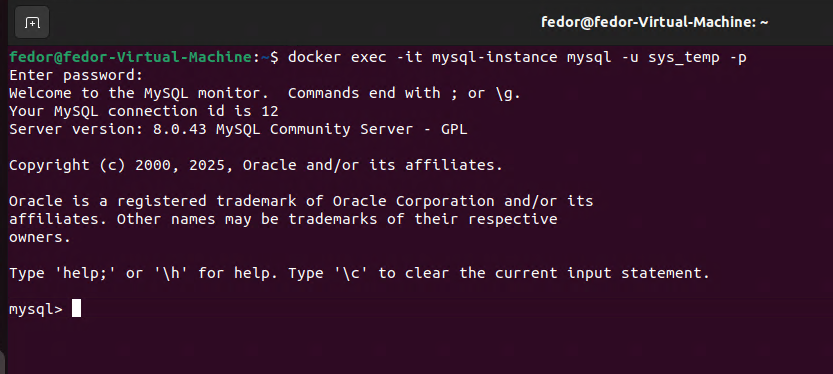 fedor@fedor-Virtual-Machine: ~
fedor@fedor-Virtual-Machine:~$ docker exec -it mysql-instance mysql -u sys_temp -p
Enter password:
Welcome to the MySQL monitor.  Commands end with ; or \g.
Your MySQL connection id is 12
Server version: 8.0.43 MySQL Community Server - GPL
Copyright (c) 2000, 2025, Oracle and/or its affiliates.
Oracle is a registered trademark of Oracle Corporation and/or its
affiliates. Other names may be trademarks of their respective
owners.
Type 'help;' or '\h' for help. Type '\c' to clear the current input statement.
mysql>